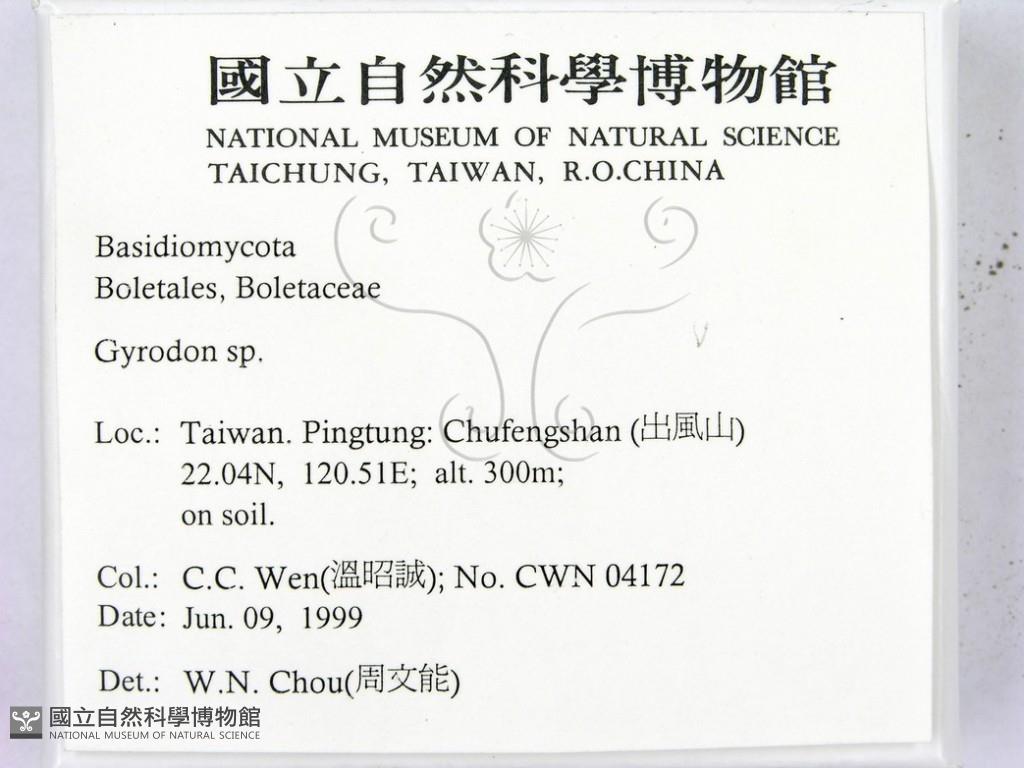 國立自然科學博物館
NATIONAL MUSEUM OF NATURAL SCIENCE
TAICHUNG, TAIWAN, R.O.CHINA
Basidiomycota
Boletales, Boletaceae
Gyrodon sp.
Loc.: Taiwan. Pingtung: Chufengshan (出風山)
22.04N, 120.51E; alt. 300m;
on soil.
Col.: C.C. Wen(溫昭誠); No. CWN 04172
Date: Jun. 09, 1999
Det.: W.N. Chou(周文能)
國立自然科學博物館
NATIONAL MUSEUM OF NATURAL SCIENCE